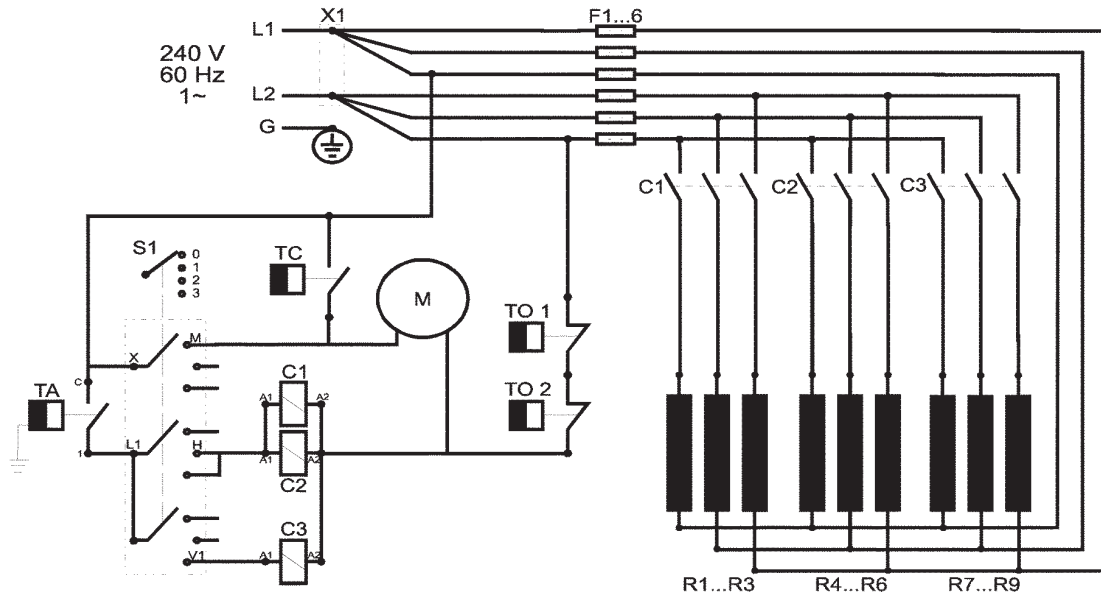 X1
F1...6
L1
240 V
60 Hz
1~
L2
G
C1
C2
C3
S1
0
1
2
3
TC
M
TO 1
X
M
C
TA
C1
TO 2
A1
A2
L1
H
1
A1
A2
C2
C3
V1
A1
A2
R1...R3
R4...R6
R7...R9